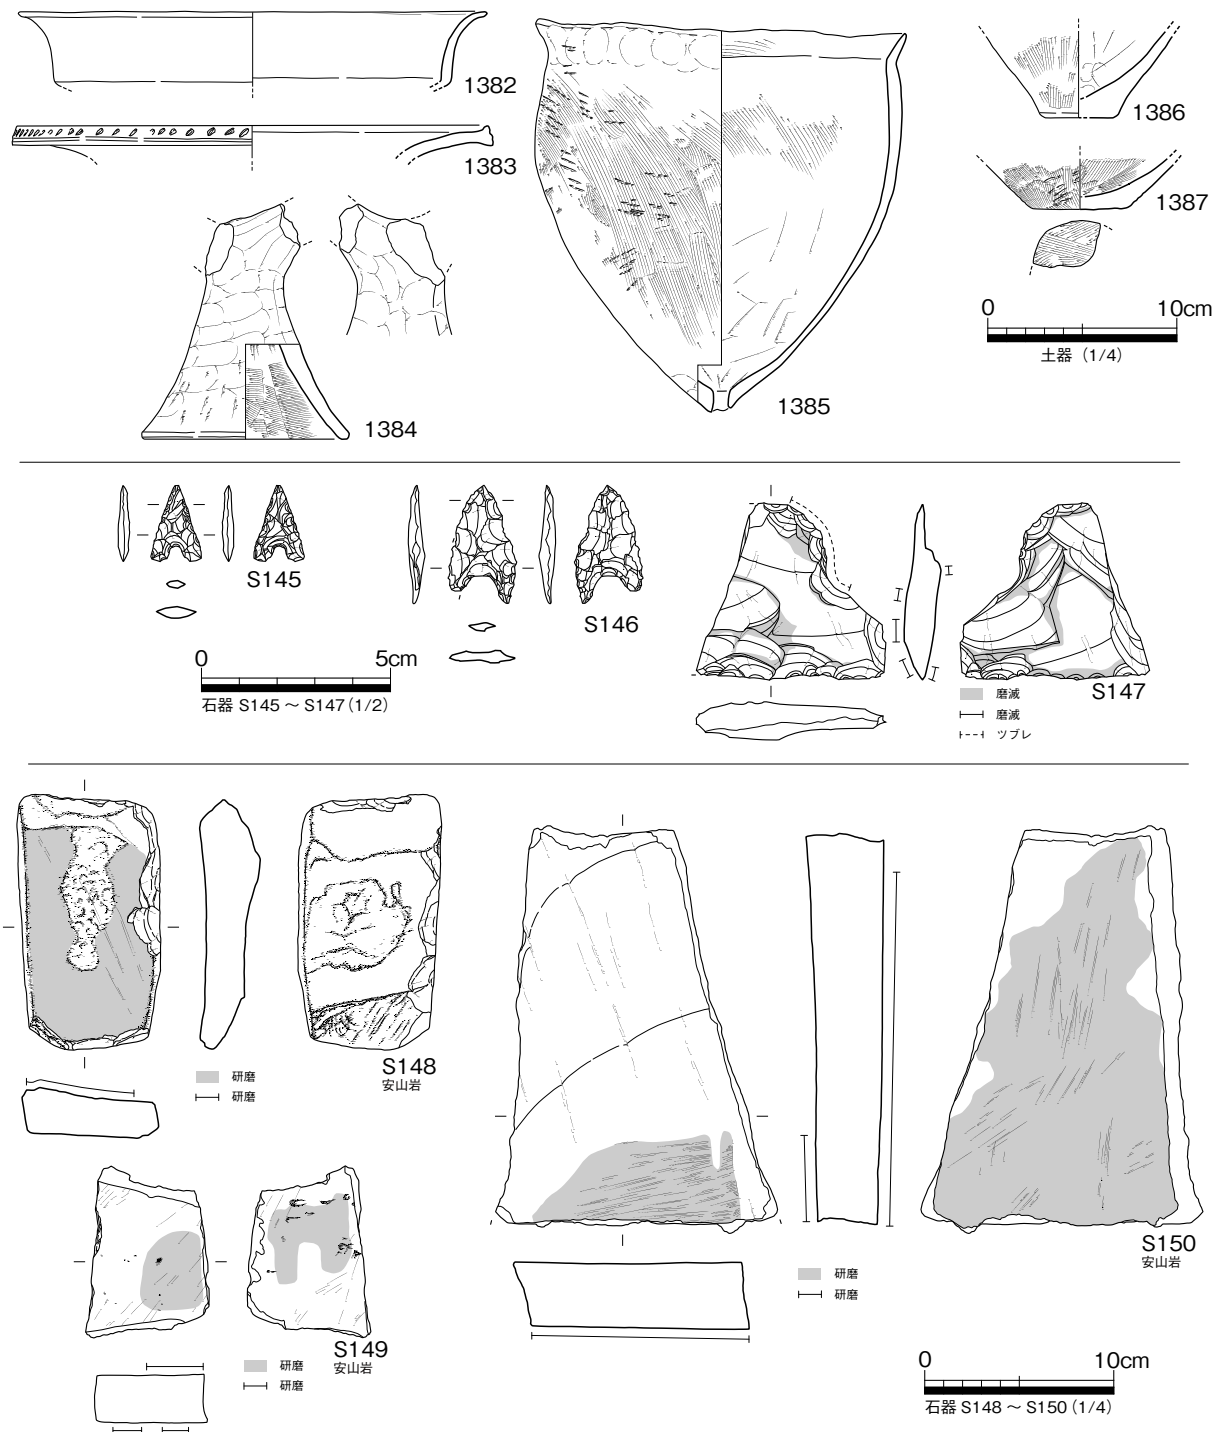 1382
1383
1384
1385
1386
1387
0 10cm
土器（1/4）
S145
S146
S147
0 5cm
石器 S145 ～ S147（1/2）
磨滅
磨滅
ツブレ
S148
安山岩
研磨
研磨
S149
安山岩
研磨
研磨
S150
安山岩
研磨
研磨
0 10cm
石器 S148 ～ S150（1/4）